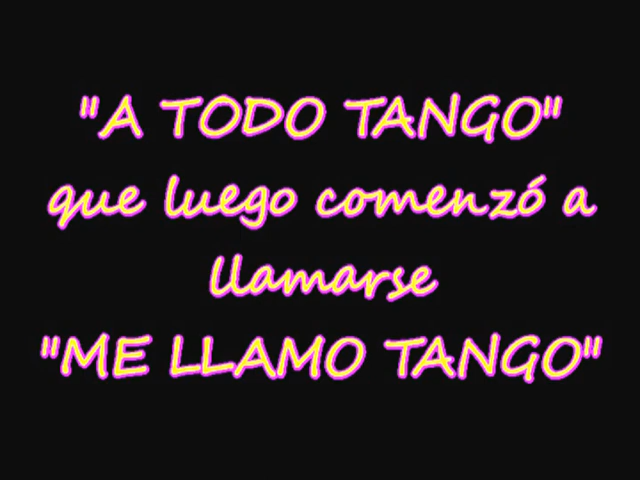 "A TODO TANGO"
que luego comenzó a
llamarse
"ME LLAMO TANGO"